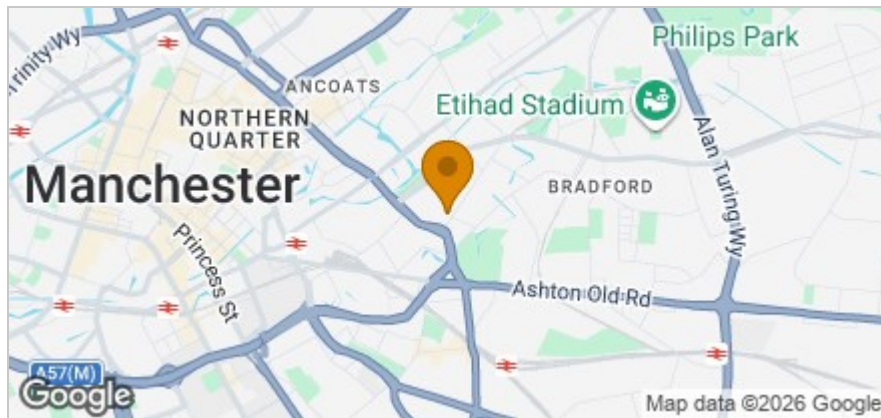 Trinity Wy
ANCOATS
Philips Park
Etihad Stadium
NORTHERN
QUARTER
Alan Turing Wy
Manchester
BRADFORD
Princess St
Ashton Old Rd
A57(M)
Google
Map data ©2026 Google